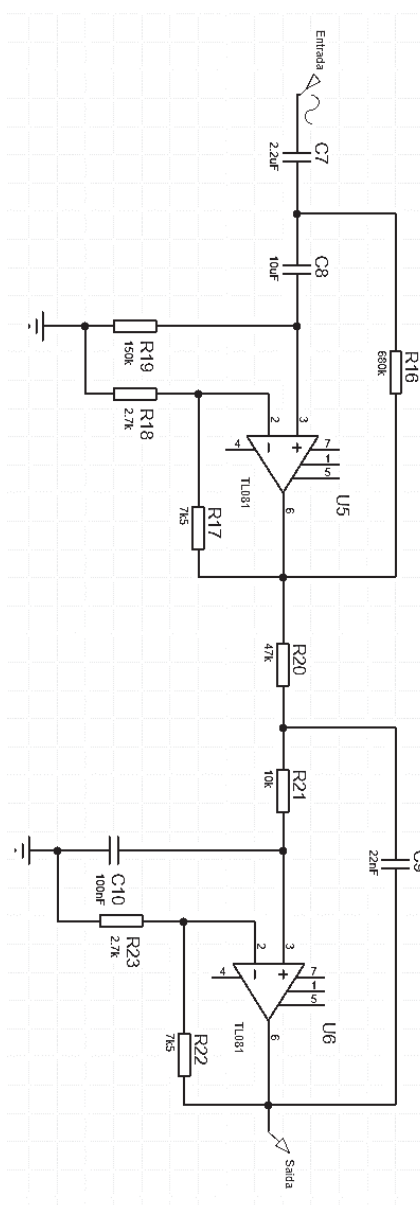 Entrada
C7
2.2uF
C8
10uF
R16
680k
R19
150k
R18
2.7k
2
3
4
7
1
5
6
U5
TL081
R17
7k5
R20
47k
R21
10k
C9
22nF
C10
100nF
R23
2.7k
2
3
4
7
1
5
6
U6
TL081
R22
7k5
Saida